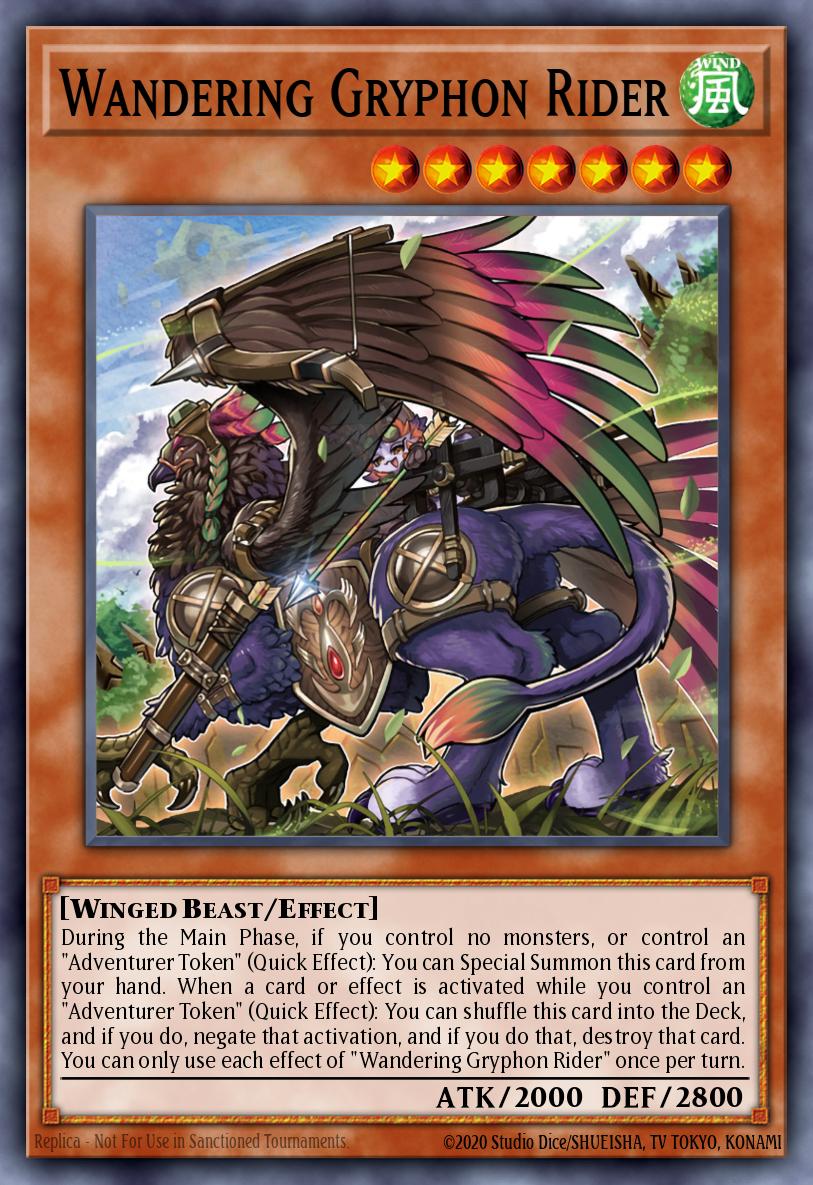 Wandering Gryphon Rider
WIND
風
[Winged Beast/Effect]
During the Main Phase, if you control no monsters, or control an
"Adventurer Token" (Quick Effect): You can Special Summon this card from
your hand. When a card or effect is activated while you control an
"Adventurer Token" (Quick Effect): You can shuffle this card into the Deck,
and if you do, negate that activation, and if you do that, destroy that card.
You can only use each effect of "Wandering Gryphon Rider" once per turn.
ATK/2000 DEF/2800
Replica - Not For Use in Sanctioned Tournaments.
©2020 Studio Dice/SHUEISHA, TV TOKYO, KONAMI